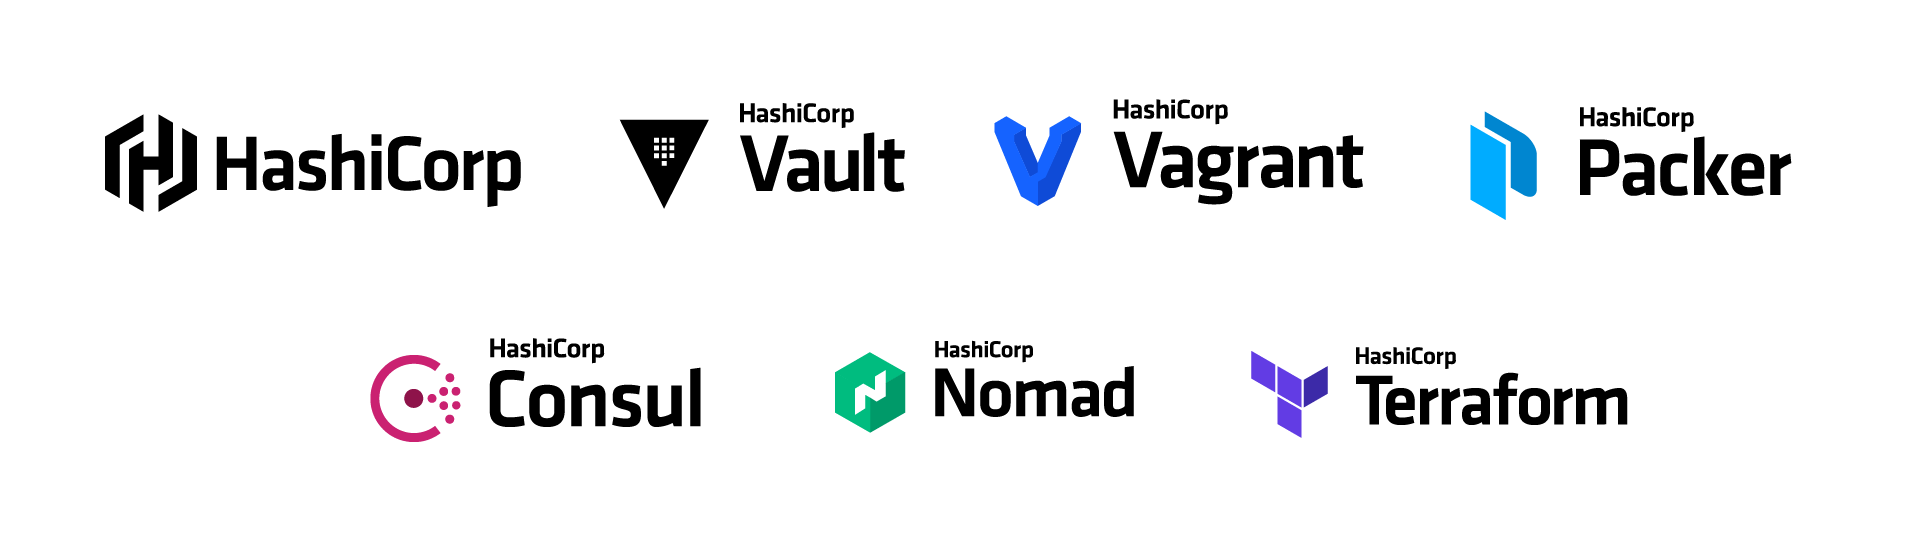 HashiCorp
HashiCorp
Vault
HashiCorp
Vagrant
HashiCorp
Packer
HashiCorp
Consul
HashiCorp
Nomad
HashiCorp
Terraform